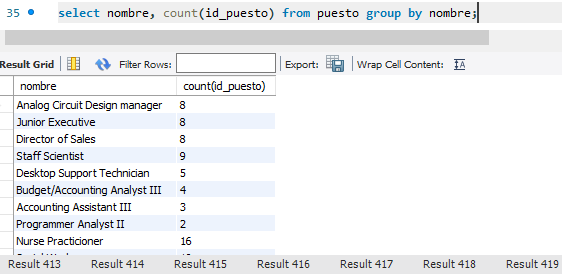 35 select nombre, count(id_puesto) from puesto group by nombre;
Result Grid Filter Rows: Export: Wrap Cell Content:
nombre count(id_puesto)
Analog Circuit Design manager 8
Junior Executive 8
Director of Sales 8
Staff Scientist 9
Desktop Support Technician 5
Budget/Accounting Analyst III 4
Accounting Assistant III 3
Programmer Analyst II 2
Nurse Practicioner 16
Result 413 Result 414 Result 415 Result 416 Result 417 Result 418 Result 419